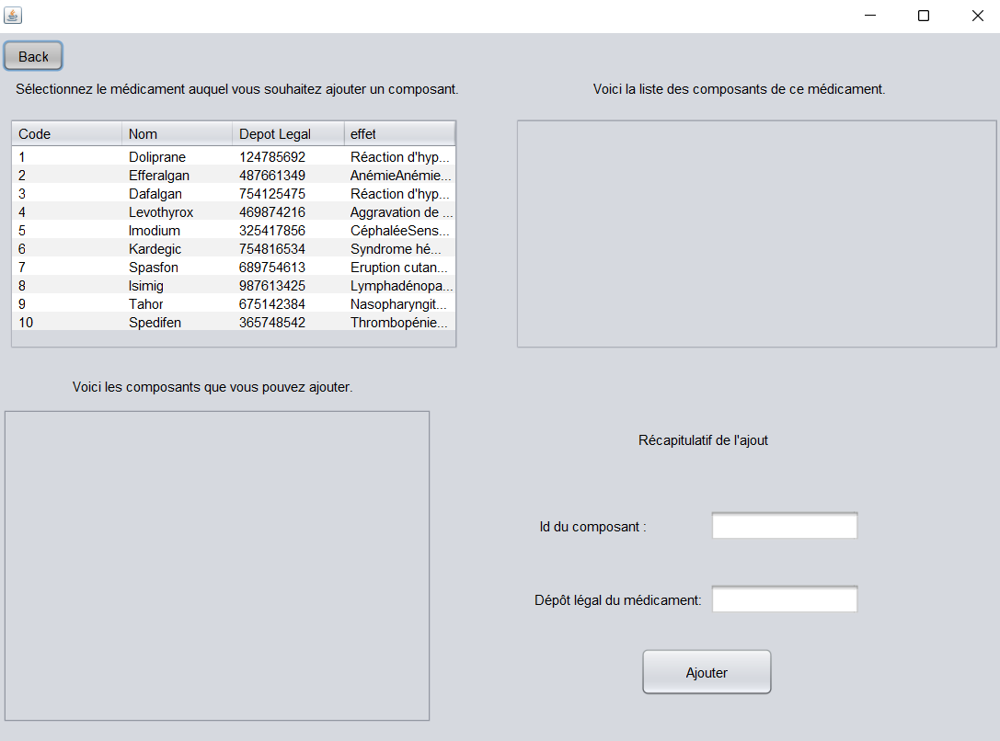 Back
Sélectionnez le médicament auquel vous souhaitez ajouter un composant.
Voici la liste des composants de ce médicament.
Code Nom Depot Legal effet
1 Doliprane 124785692 Réaction d'hyp...
2 Efferalgan 487661349 AnémieAnémie...
3 Dafalgan 754125475 Réaction d'hyp...
4 Levothyrox 469874216 Aggravation de ...
5 Imodium 325417856 CéphaléeSens...
6 Kardegic 754816534 Syndrome hé...
7 Spasfon 689754613 Eruption cutan...
8 Isimig 987613425 Lymphadénopa...
9 Tahor 675142384 Nasopharyngit...
10 Spedifen 365748542 Thrombopénie...
Voici les composants que vous pouvez ajouter.
Récapitulatif de l'ajout
Id du composant :
Dépôt légal du médicament:
Ajouter